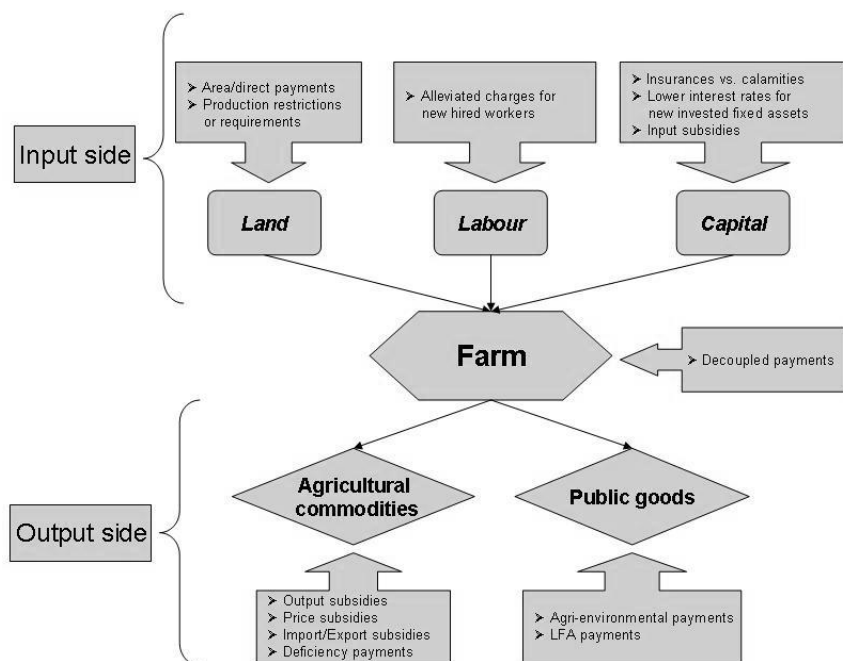 Input side
➤ Area/direct payments
➤ Production restrictions
or requirements
➤ Alleviated charges for
new hired workers
➤ Insurances vs. calamities
➤ Lower interest rates for
new invested fixed assets
➤ Input subsidies
Land
Labour
Capital
Farm
➤ Decoupled payments
Output side
Agricultural
commodities
Public goods
➤ Output subsidies
➤ Price subsidies
➤ Import/Export subsidies
➤ Deficiency payments
➤ Agri-environmental payments
➤ LFA payments